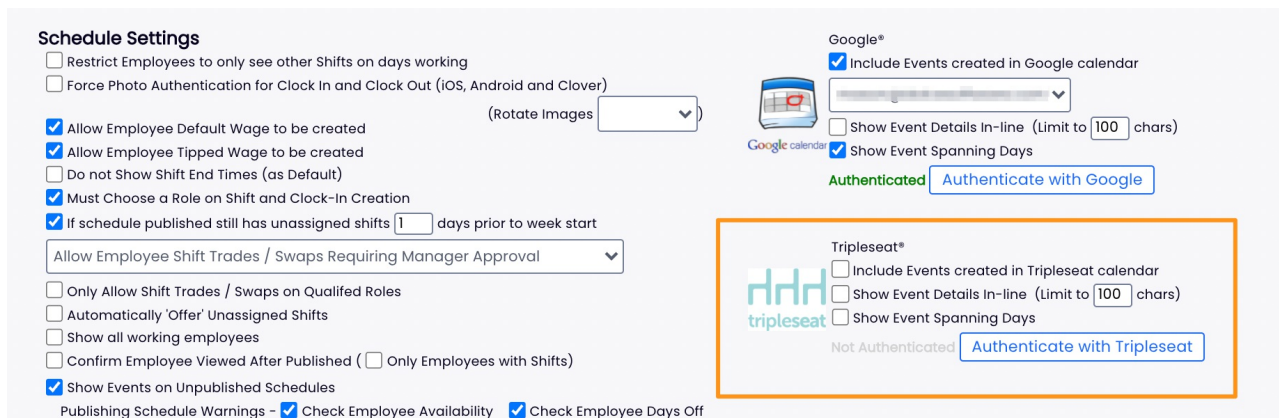 Schedule Settings
Restrict Employees to only see other Shifts on days working
Force Photo Authentication for Clock In and Clock Out (iOS, Android and Clover)
(Rotate Images )
Allow Employee Default Wage to be created
Allow Employee Tipped Wage to be created
Do not Show Shift End Times (as Default)
Must Choose a Role on Shift and Clock-In Creation
If schedule published still has unassigned shifts 1 days prior to week start
Allow Employee Shift Trades / Swaps Requiring Manager Approval
Only Allow Shift Trades / Swaps on Qualifed Roles
Automatically 'Offer' Unassigned Shifts
Show all working employees
Confirm Employee Viewed After Published ( Only Employees with Shifts)
Show Events on Unpublished Schedules
Publishing Schedule Warnings - Check Employee Availability Check Employee Days Off
Google®
Include Events created in Google calendar
Show Event Details In-line (Limit to 100 chars)
Google calendar
Show Event Spanning Days
Authenticated Authenticate with Google
Tripleseat®
Include Events created in Tripleseat calendar
Show Event Details In-line (Limit to 100 chars)
tripleseat
Show Event Spanning Days
Not Authenticated Authenticate with Tripleseat